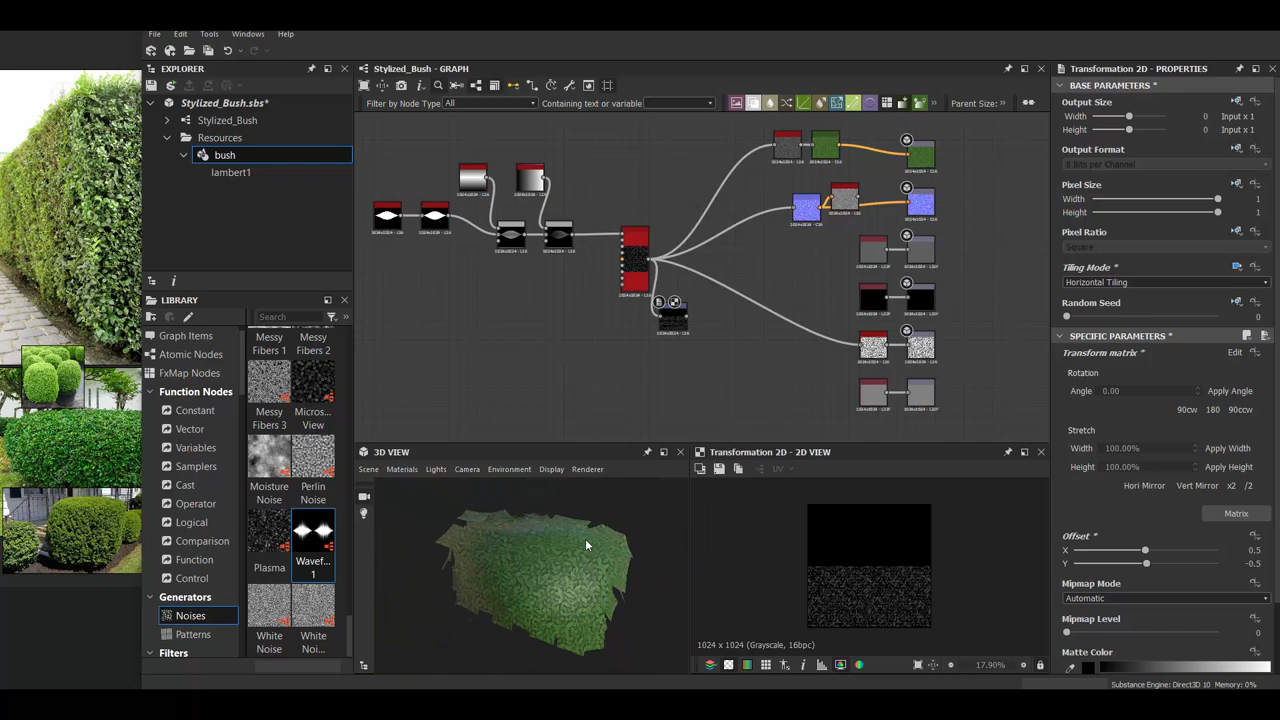 File Edit Tools Windows Help
EXPLORER
Stylized_Bush.sbs*
Stylized_Bush
Resources
bush
lambert1
LIBRARY
Search
Graph Items
Atomic Nodes
FxMap Nodes
Function Nodes
Constant
Vector
Variables
Samplers
Cast
Operator
Logical
Comparison
Function
Control
Generators
Noises
Patterns
Filters
Messy Fibers 1
Messy Fibers 2
Messy Fibers 3
Micros... View
Moisture Noise
Perlin Noise
Plasma
Wavef... 1
White Noise
White Noi...
Stylized_Bush - GRAPH
Filter by Node Type All Containing text or variable
Parent Size: »
3D VIEW
Scene Materials Lights Camera Environment Display Renderer
Transformation 2D - 2D VIEW
UV
1024 x 1024 (Grayscale, 16bpc)
17.90%
Transformation 2D - PROPERTIES
BASE PARAMETERS *
Output Size
Width 0 Input x 1
Height 0 Input x 1
Output Format
8 Bits per Channel
Pixel Size
Width 1
Height 1
Pixel Ratio
Square
Tiling Mode *
Horizontal Tiling
Random Seed
0
SPECIFIC PARAMETERS *
Transform matrix * Edit
Rotation
Angle 0.00 Apply Angle
90cw 180 90ccw
Stretch
Width 100.00% Apply Width
Height 100.00% Apply Height
Hori Mirror Vert Mirror x2 /2
Matrix
Offset *
X 0.5
Y -0.5
Mipmap Mode
Automatic
Mipmap Level
0
Matte Color
Substance Engine: Direct3D 10 Memory: 0%